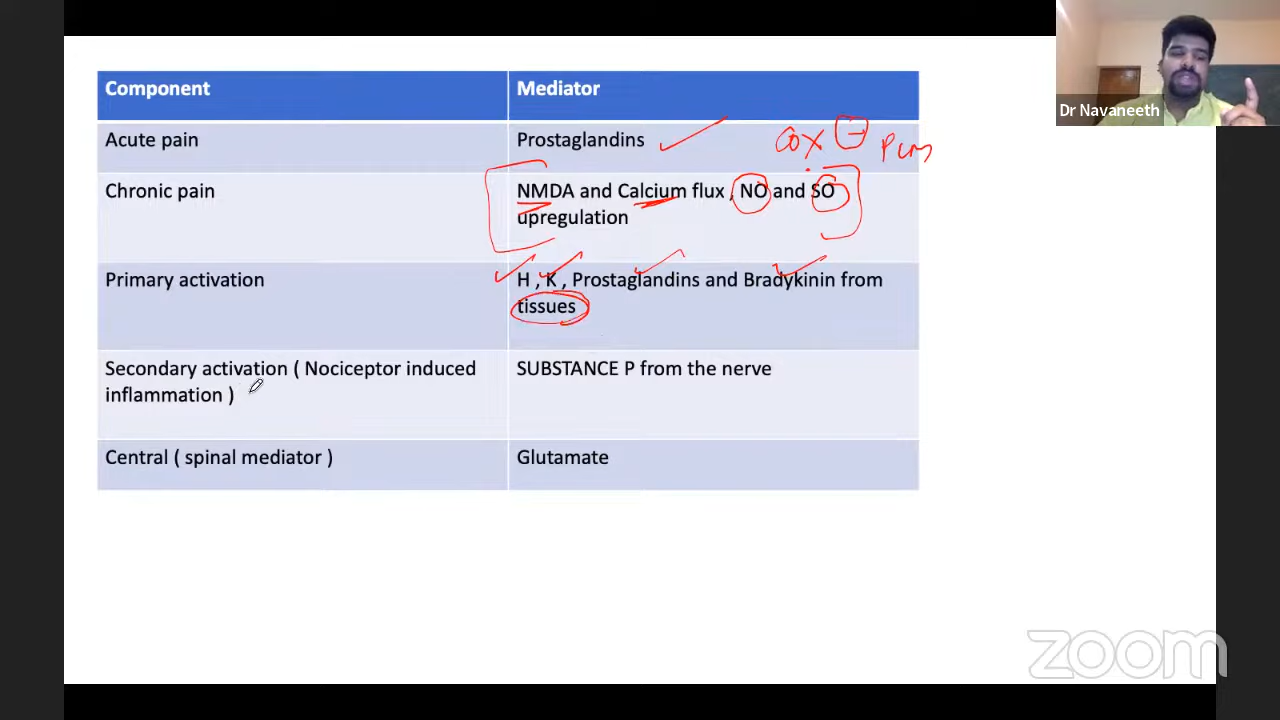 Dr Navaneeth
Component Mediator
Acute pain Prostaglandins
COX - PCM
Chronic pain NMDA and Calcium flux , NO and SO
upregulation
Primary activation H , K , Prostaglandins and Bradykinin from
tissues
Secondary activation ( Nociceptor induced SUBSTANCE P from the nerve
inflammation )
Central ( spinal mediator ) Glutamate
zoom